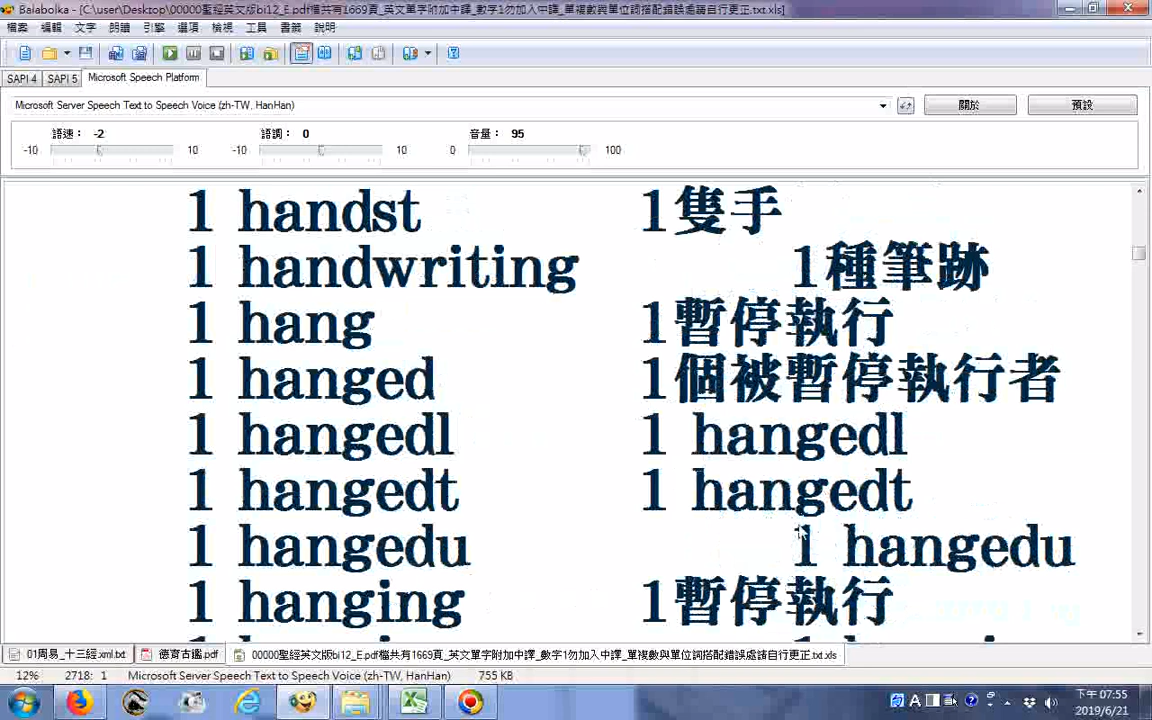 Balabolka - [C:\user\Desktop\00000聖經英文版bi12_E.pdf檔共有1669頁_英文單字附加中譯_數字1勿加入中譯_單複數與單位詞搭配錯誤處請自行更正.txt.xls]
檔案 編輯 文字 朗讀 引擎 選項 檢視 工具 書籤 說明
SAPI 4 SAPI 5 Microsoft Speech Platform
Microsoft Server Speech Text to Speech Voice (zh-TW, HanHan) 關於 預設
語速： -2 語調： 0 音量： 95
-10 10 -10 10 0 100
1 handst 1隻手
1 handwriting 1種筆跡
1 hang 1暫停執行
1 hanged 1個被暫停執行者
1 hangedl 1 hangedl
1 hangedt 1 hangedt
1 hangedu 1 hangedu
1 hanging 1暫停執行
01周易_十三經.xml.txt 德育古鑑.pdf 00000聖經英文版bi12_E.pdf檔共有1669頁_英文單字附加中譯_數字1勿加入中譯_單複數與單位詞搭配錯誤處請自行更正.txt.xls
12% 2718: 1 Microsoft Server Speech Text to Speech Voice (zh-TW, HanHan) 755 KB
下午 07:55
2019/6/21